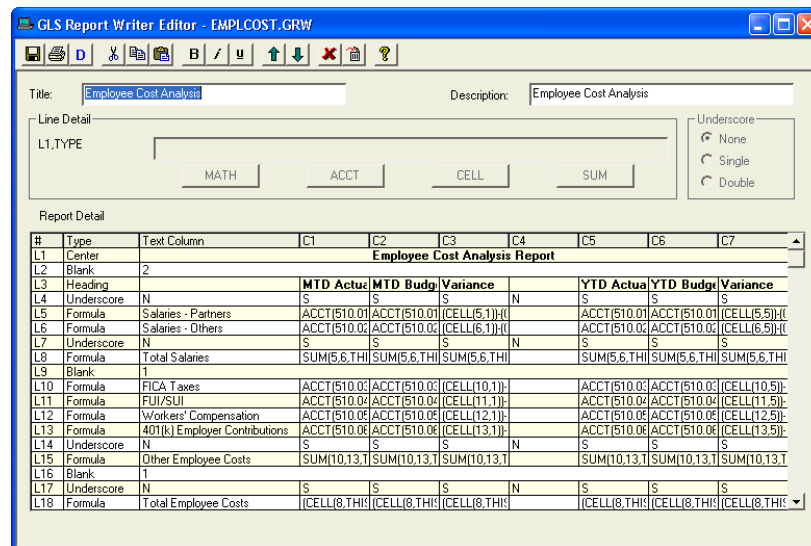 GLS Report Writer Editor - EMPLCOST.GRW
D B I u ?
Title: Employee Cost Analysis Description: Employee Cost Analysis
Line Detail Underscore
L1,TYPE None
MATH ACCT CELL SUM Single
Double
Report Detail
# Type Text Column C1 C2 C3 C4 C5 C6 C7
L1 Center Employee Cost Analysis Report
L2 Blank 2
L3 Heading MTD Actua MTD Budg Variance YTD Actua YTD Budge Variance
L4 Underscore N S S S N S S S
L5 Formula Salaries - Partners ACCT(510.01 ACCT(510.01 (CELL(5,1))-(( ACCT(510.01 ACCT(510.01 (CELL(5,5))-((
L6 Formula Salaries - Others ACCT(510.02 ACCT(510.02 (CELL(6,1))-(( ACCT(510.02 ACCT(510.02 (CELL(6,5))-((
L7 Underscore N S S S N S S S
L8 Formula Total Salaries SUM(5,6,THI SUM(5,6,THI SUM(5,6,THI SUM(5,6,THI SUM(5,6,THI SUM(5,6,THI
L9 Blank 1
L10 Formula FICA Taxes ACCT(510.03 ACCT(510.03 (CELL(10,1))- ACCT(510.03 ACCT(510.03 (CELL(10,5))-
L11 Formula FUI/SUI ACCT(510.04 ACCT(510.04 (CELL(11,1))- ACCT(510.04 ACCT(510.04 (CELL(11,5))-
L12 Formula Workers' Compensation ACCT(510.05 ACCT(510.05 (CELL(12,1))- ACCT(510.05 ACCT(510.05 (CELL(12,5))-
L13 Formula 401(k) Employer Contributions ACCT(510.06 ACCT(510.06 (CELL(13,1))- ACCT(510.06 ACCT(510.06 (CELL(13,5))-
L14 Underscore N S S S N S S S
L15 Formula Other Employee Costs SUM(10,13,T SUM(10,13,T SUM(10,13,T SUM(10,13,T SUM(10,13,T SUM(10,13,T
L16 Blank 1
L17 Underscore N S S S N S S S
L18 Formula Total Employee Costs (CELL(8,THIS (CELL(8,THIS (CELL(8,THIS (CELL(8,THIS (CELL(8,THIS (CELL(8,THIS